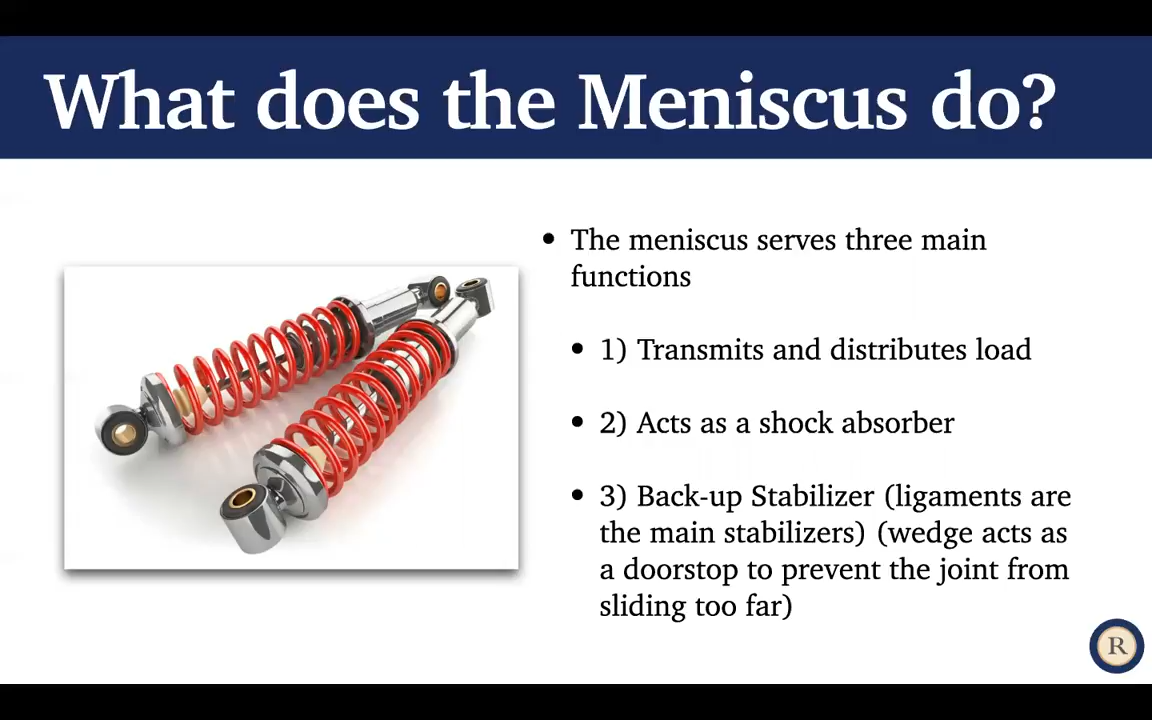 What does the Meniscus do?
• The meniscus serves three main
functions
• 1) Transmits and distributes load
• 2) Acts as a shock absorber
• 3) Back-up Stabilizer (ligaments are
the main stabilizers) (wedge acts as
a doorstop to prevent the joint from
sliding too far)
R